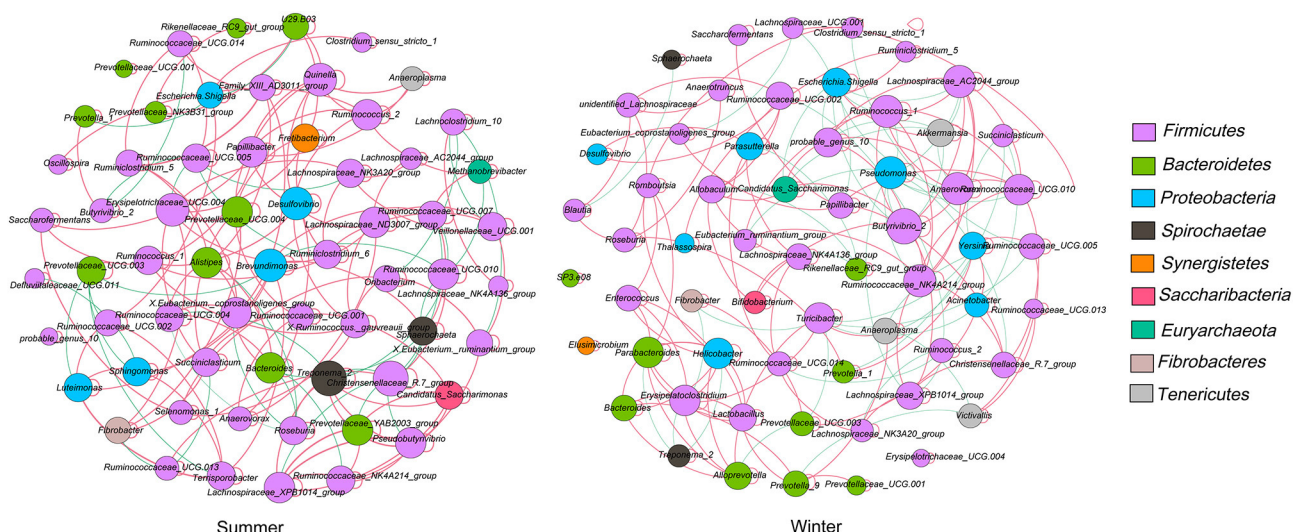 U29.B03
Rikenellaceae_RC9_gut_group
Ruminococcaceae_UCG.014
Clostridium_sensu_stricto_1
Prevotellaceae_UCG.001
Quinella
Family_XIII_AD3011_group
Anaeroplasma
Escherichia.Shigella
Prevotellaceae_NK3B31_group
Prevotella_1
Ruminococcus_2
Lachnoclostridium_10
Fretibacterium
Papillibacter
Ruminococcaceae_UCG.005
Lachnospiraceae_AC2044_group
Oscillospira
Ruminiclostridium_5
Methanobrevibacter
Lachnospiraceae_NK3A20_group
Erysipelotrichaceae_UCG.004
Desulfovibrio
Butyrivibrio_2
Ruminococcaceae_UCG.007
Saccharofermentans
Prevotellaceae_UCG.004
Lachnospiraceae_ND3007_group
Veillonellaceae_UCG.001
Ruminococcus_1
Alistipes
Ruminiclostridium_6
Prevotellaceae_UCG.003
Brevundimonas
Ruminococcaceae_UCG.010
Oribacterium
Defluviitaleaceae_UCG.011
Lachnospiraceae_NK4A136_group
X.Eubacterium_coprostanoligenes_group
Ruminococcaceae_UCG.004
Ruminococcaceae_UCG.001
Ruminococcaceae_UCG.002
X.Ruminococcus._gauvreauii_group
Sphaerochaeta
probable_genus_10
X.Eubacterium._ruminantium_group
Succiniclasticum
Bacteroides
Sphingomonas
Treponema_2
Luteimonas
Christensenellaceae_R.7_group
Candidatus_Saccharimonas
Selenomonas_1
Anaerovorax
Prevotellaceae_YAB2003_group
Fibrobacter
Roseburia
Pseudobutyrivibrio
Ruminococcaceae_UCG.013
Terrisporobacter
Ruminococcaceae_NK4A214_group
Lachnospiraceae_XPB1014_group
Summer
Lachnospiraceae_UCG.001
Clostridium_sensu_stricto_1
Saccharofermentans
Ruminiclostridium_5
Sphaerochaeta
Escherichia.Shigella
Lachnospiraceae_AC2044_group
Anaerotruncus
Ruminococcaceae_UCG.002
unidentified_Lachnospiraceae
Ruminococcus_1
Akkermansia
Eubacterium_coprostanoligenes_group
probable_genus_10
Succiniclasticum
Parasutterella
Desulfovibrio
Pseudomonas
Romboutsia
Allobaculum
Candidatus_Saccharimonas
Anaerovorax
Ruminococcaceae_UCG.010
Papillibacter
Blautia
Butyrivibrio_2
Eubacterium_ruminantium_group
Roseburia
Thalassospira
Yersinia
Ruminococcaceae_UCG.005
Lachnospiraceae_NK4A136_group
Rikenellaceae_RC9_gut_group
SP3.e08
Ruminococcaceae_NK4A214_group
Enterococcus
Fibrobacter
Bifidobacterium
Acinetobacter
Ruminococcaceae_UCG.013
Turicibacter
Anaeroplasma
Elusimicrobium
Parabacteroides
Helicobacter
Ruminococcus_2
Ruminococcaceae_UCG.014
Christensenellaceae_R.7_group
Prevotella_1
Erysipelatoclostridium
Lachnospiraceae_XPB1014_group
Bacteroides
Lactobacillus
Victivallis
Prevotellaceae_UCG.003
Lachnospiraceae_NK3A20_group
Treponema_2
Erysipelotrichaceae_UCG.004
Alloprevotella
Prevotella_9
Prevotellaceae_UCG.001
Winter
Firmicutes
Bacteroidetes
Proteobacteria
Spirochaetae
Synergistetes
Saccharibacteria
Euryarchaeota
Fibrobacteres
Tenericutes